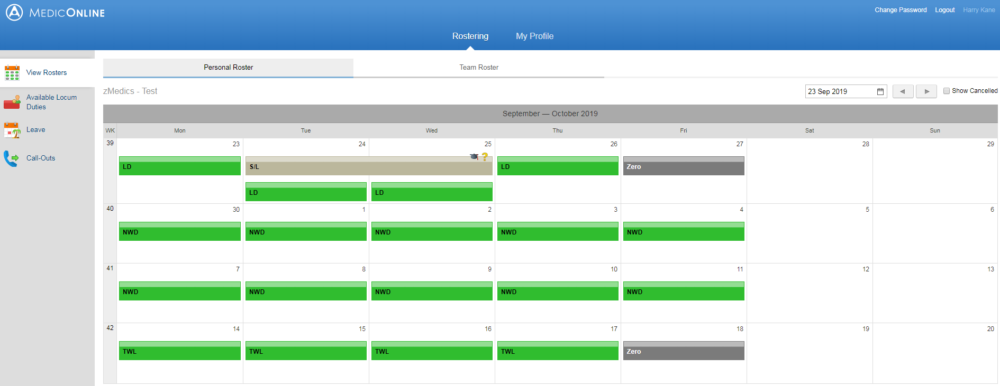 MEDICONLINE
Change Password Logout Harry Kane
Rostering My Profile
View Rosters
Available Locum
Duties
Leave
Call-Outs
Personal Roster Team Roster
zMedics - Test
23 Sep 2019 Show Cancelled
September — October 2019
WK Mon Tue Wed Thu Fri Sat Sun
39 23 24 25 26 27 28 29
LD S/L LD Zero
LD LD
40 30 1 2 3 4 5 6
NWD NWD NWD NWD NWD
41 7 8 9 10 11 12 13
NWD NWD NWD NWD NWD
42 14 15 16 17 18 19 20
TWL TWL TWL TWL Zero